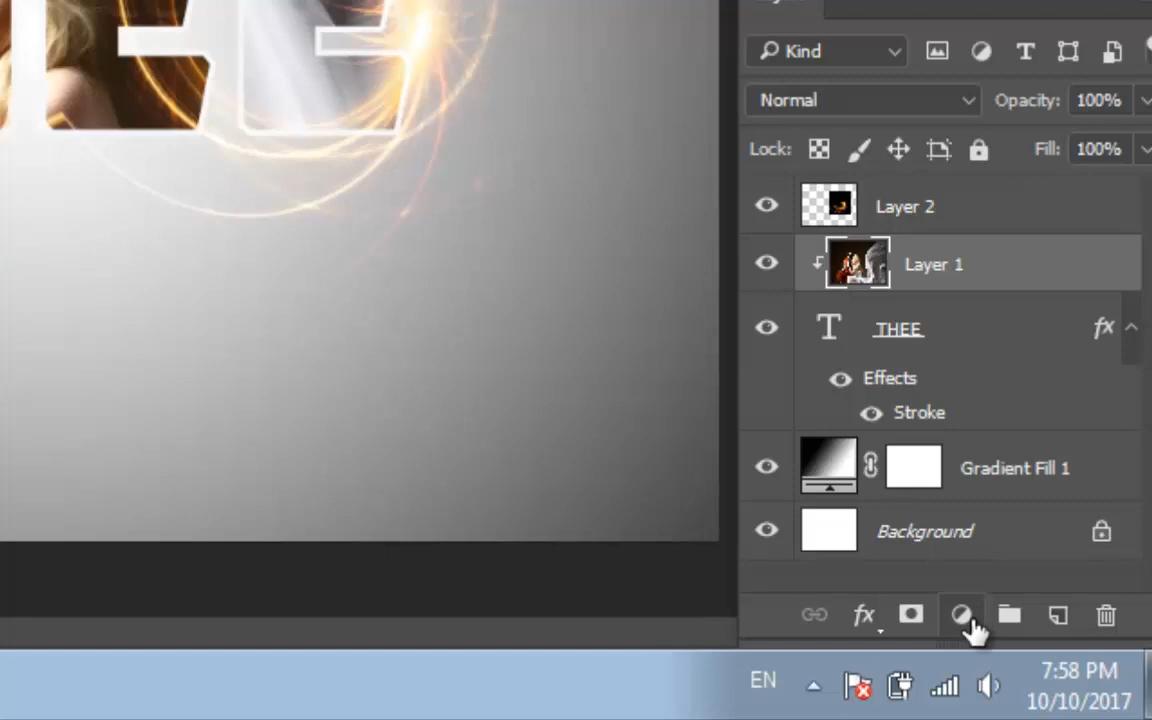 Kind
Normal
Opacity: 100%
Lock:
Fill: 100%
Layer 2
Layer 1
T THEE fx
Effects
Stroke
Gradient Fill 1
Background
fx
EN
7:58 PM
10/10/2017